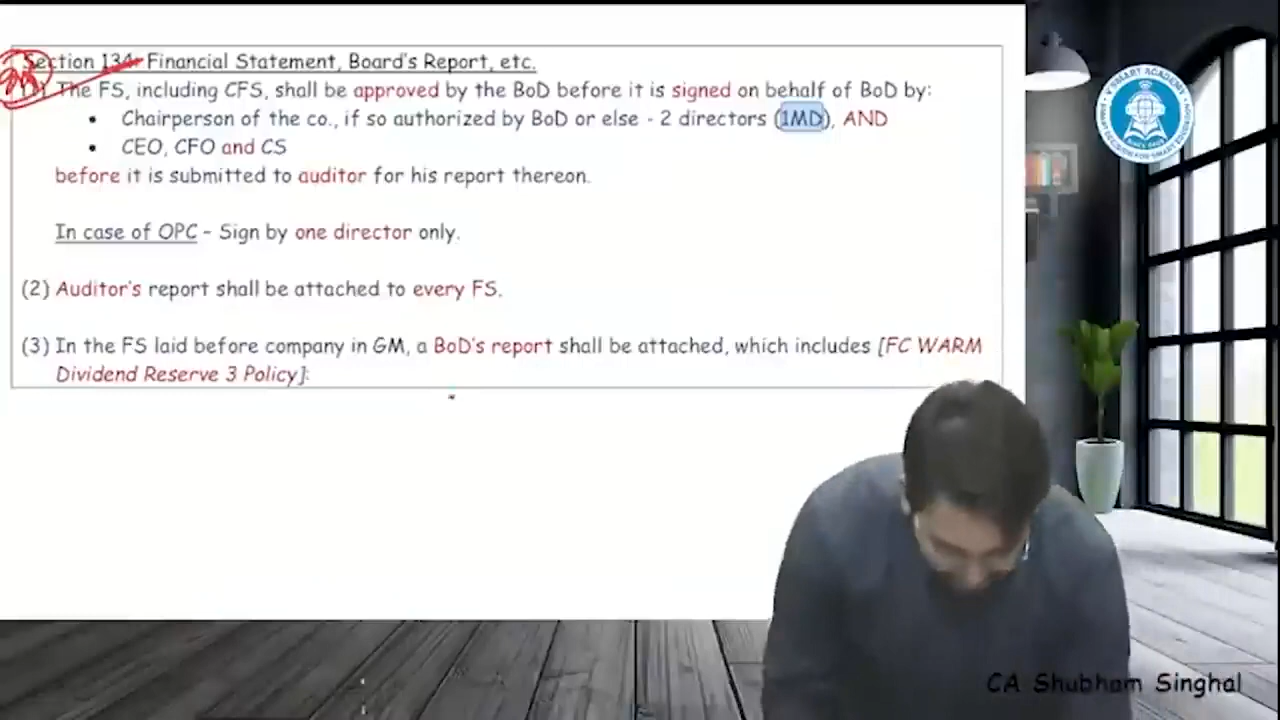 Section 134: Financial Statement, Board's Report, etc.
The FS, including CFS, shall be approved by the BoD before it is signed on behalf of BoD by:
• Chairperson of the co., if so authorized by BoD or else - 2 directors (1MD), AND
• CEO, CFO and CS
before it is submitted to auditor for his report thereon.
In case of OPC – Sign by one director only.
(2) Auditor's report shall be attached to every FS.
(3) In the FS laid before company in GM, a BoD's report shall be attached, which includes [FC WARM
Dividend Reserve 3 Policy]:
V SMART ACADEMY
CA Shubham Singhal